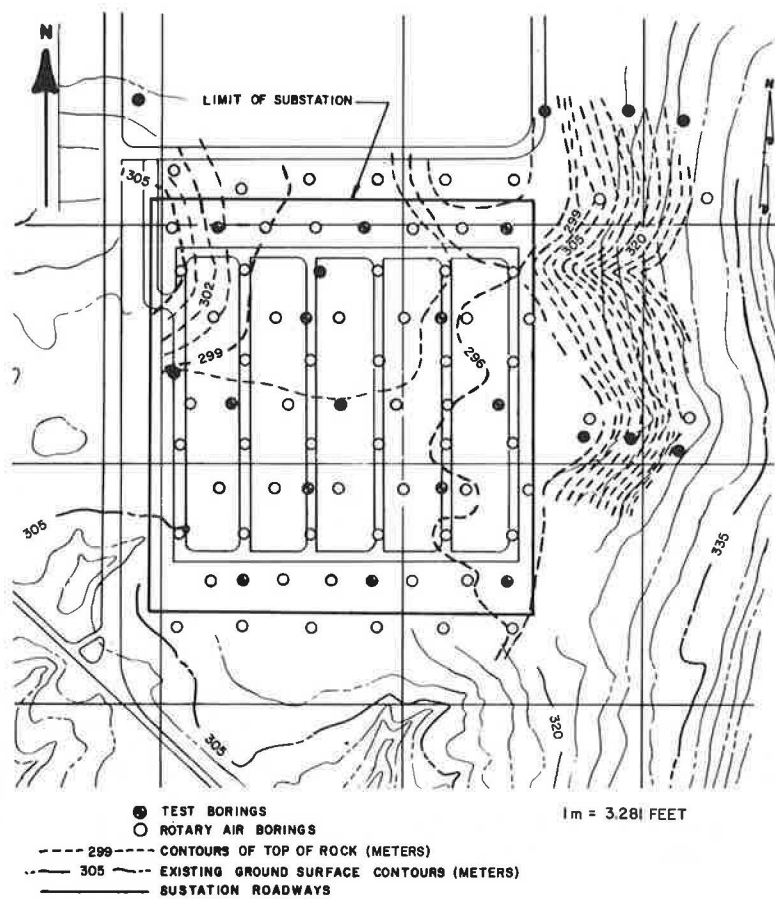 N
LIMIT OF SUBSTATION
N
305
299
305
320
302
299
296
305
335
305
320
TEST BORINGS
1m = 3.281 FEET
ROTARY AIR BORINGS
299 CONTOURS OF TOP OF ROCK (METERS)
305 EXISTING GROUND SURFACE CONTOURS (METERS)
SUSTATION ROADWAYS